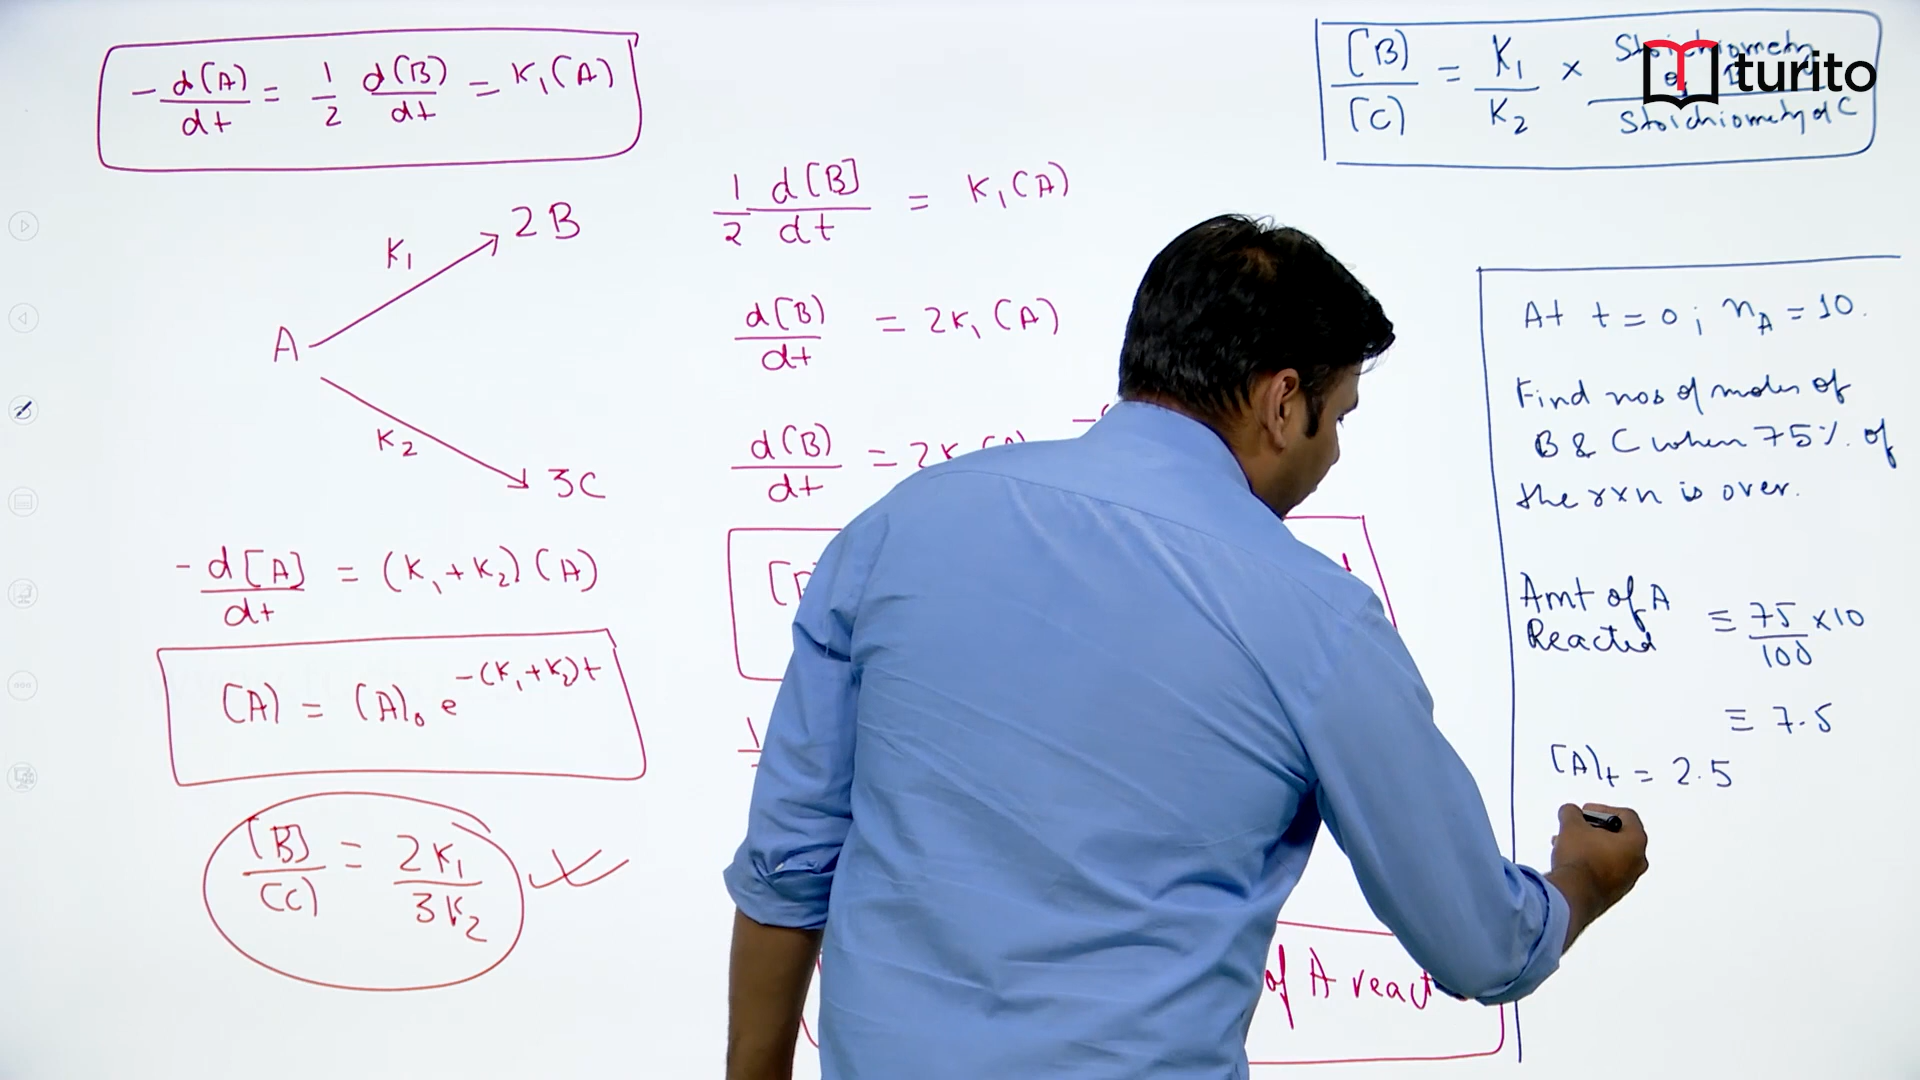 -d(A)/dt = 1/2 d(B)/dt = K₁(A)
[B]/(C) = K₁/K₂ × Stoichiometry of B/Stoichiometry of C
turito
1/2 d[B]/dt = K₁(A)
K₁
2B
A
K₂
3C
d(B)/dt = 2K₁(A)
d(B)/dt = 2K
-d[A]/dt = (K₁+K₂)(A)
(A) = (A)₀ e^-(K₁+K₂)t
[B]/(C) = 2K₁/3K₂
of A react
At t=0; nA = 10.
Find nos of moles of
B & C when 75% of
the rxn is over.
Amt of A
Reacted ≡ 75/100 ×10
≡ 7.5
(A)t = 2.5